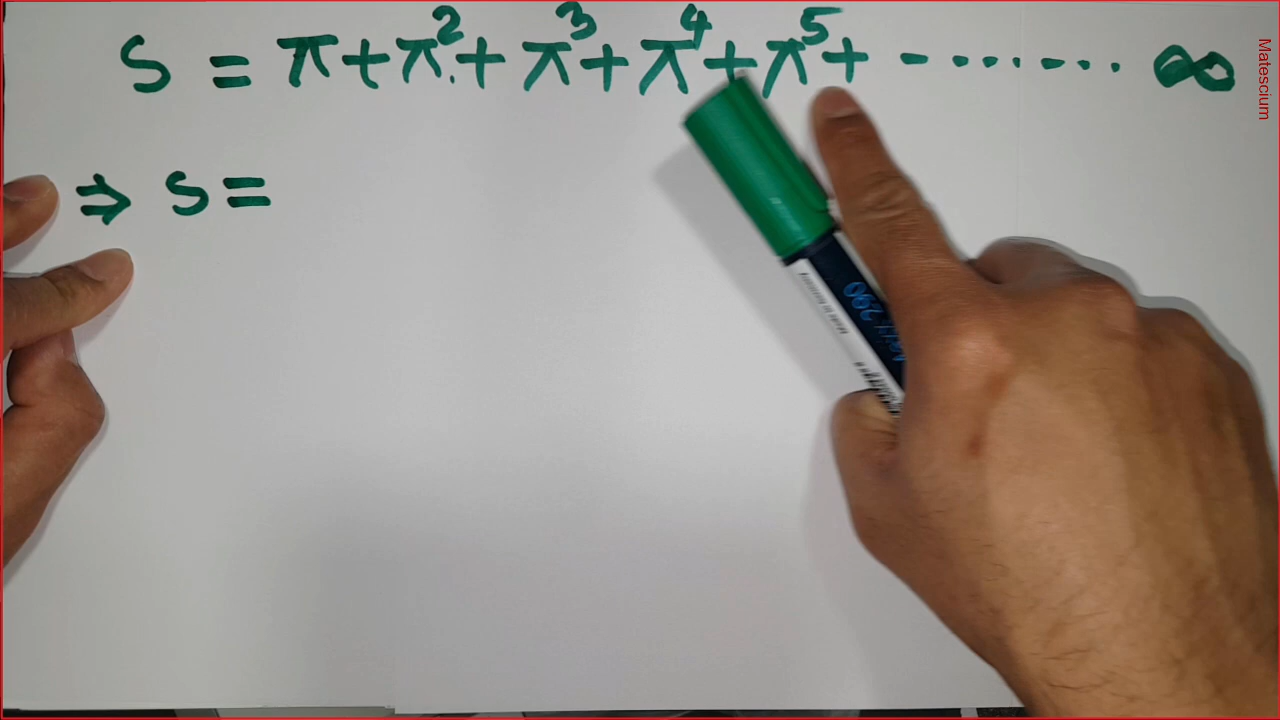 S = π + π² + π³ + π⁴ + π⁵ + - ....... ∞
⇒ S =
Matescium